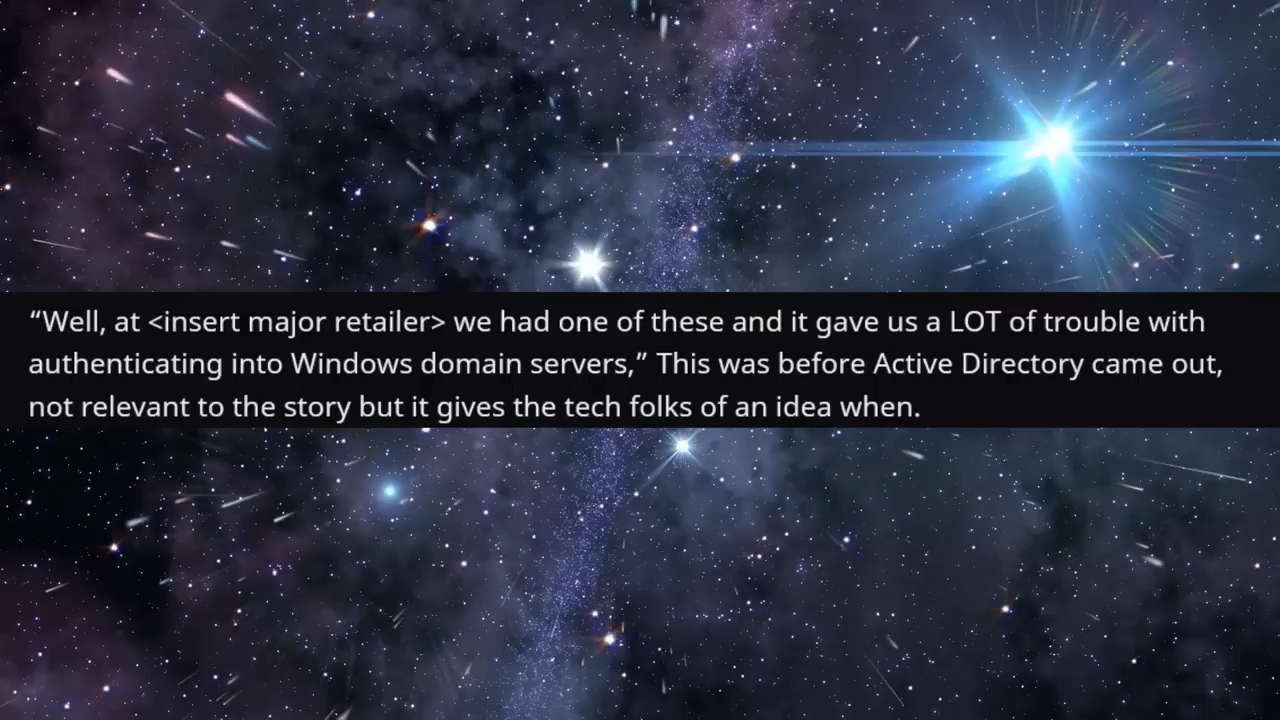 “Well, at <insert major retailer> we had one of these and it gave us a LOT of trouble with
authenticating into Windows domain servers,” This was before Active Directory came out,
not relevant to the story but it gives the tech folks of an idea when.